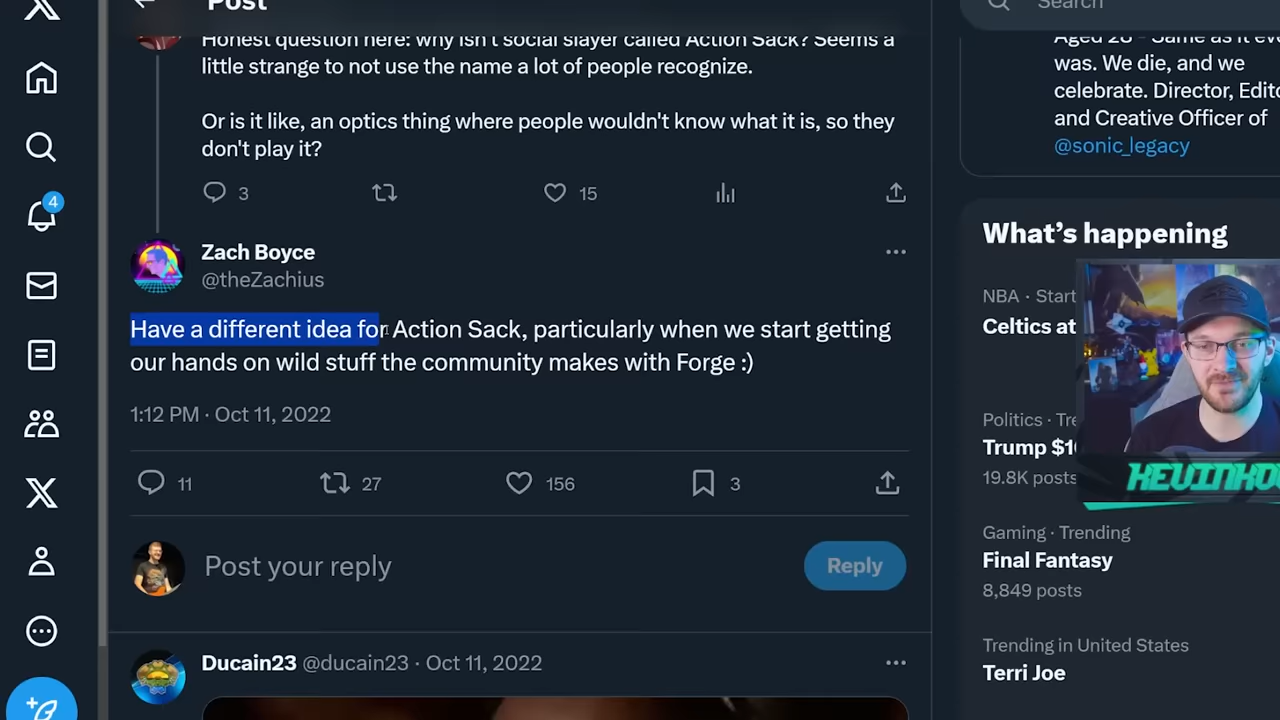 Post
Search
Honest question here: why isn't social slayer called Action Sack? Seems a
little strange to not use the name a lot of people recognize.
Or is it like, an optics thing where people wouldn't know what it is, so they
don't play it?
3
15
Zach Boyce
@theZachius
Have a different idea for Action Sack, particularly when we start getting
our hands on wild stuff the community makes with Forge :)
1:12 PM · Oct 11, 2022
11
27
156
3
Post your reply
Reply
Ducain23 @ducain23 · Oct 11, 2022
4
was. We die, and we
celebrate. Director, Edito
and Creative Officer of
@sonic_legacy
What's happening
NBA · Start
Celtics at
Politics · Tre
Trump $1
19.8K posts
KEVINKO
Gaming · Trending
Final Fantasy
8,849 posts
Trending in United States
Terri Joe